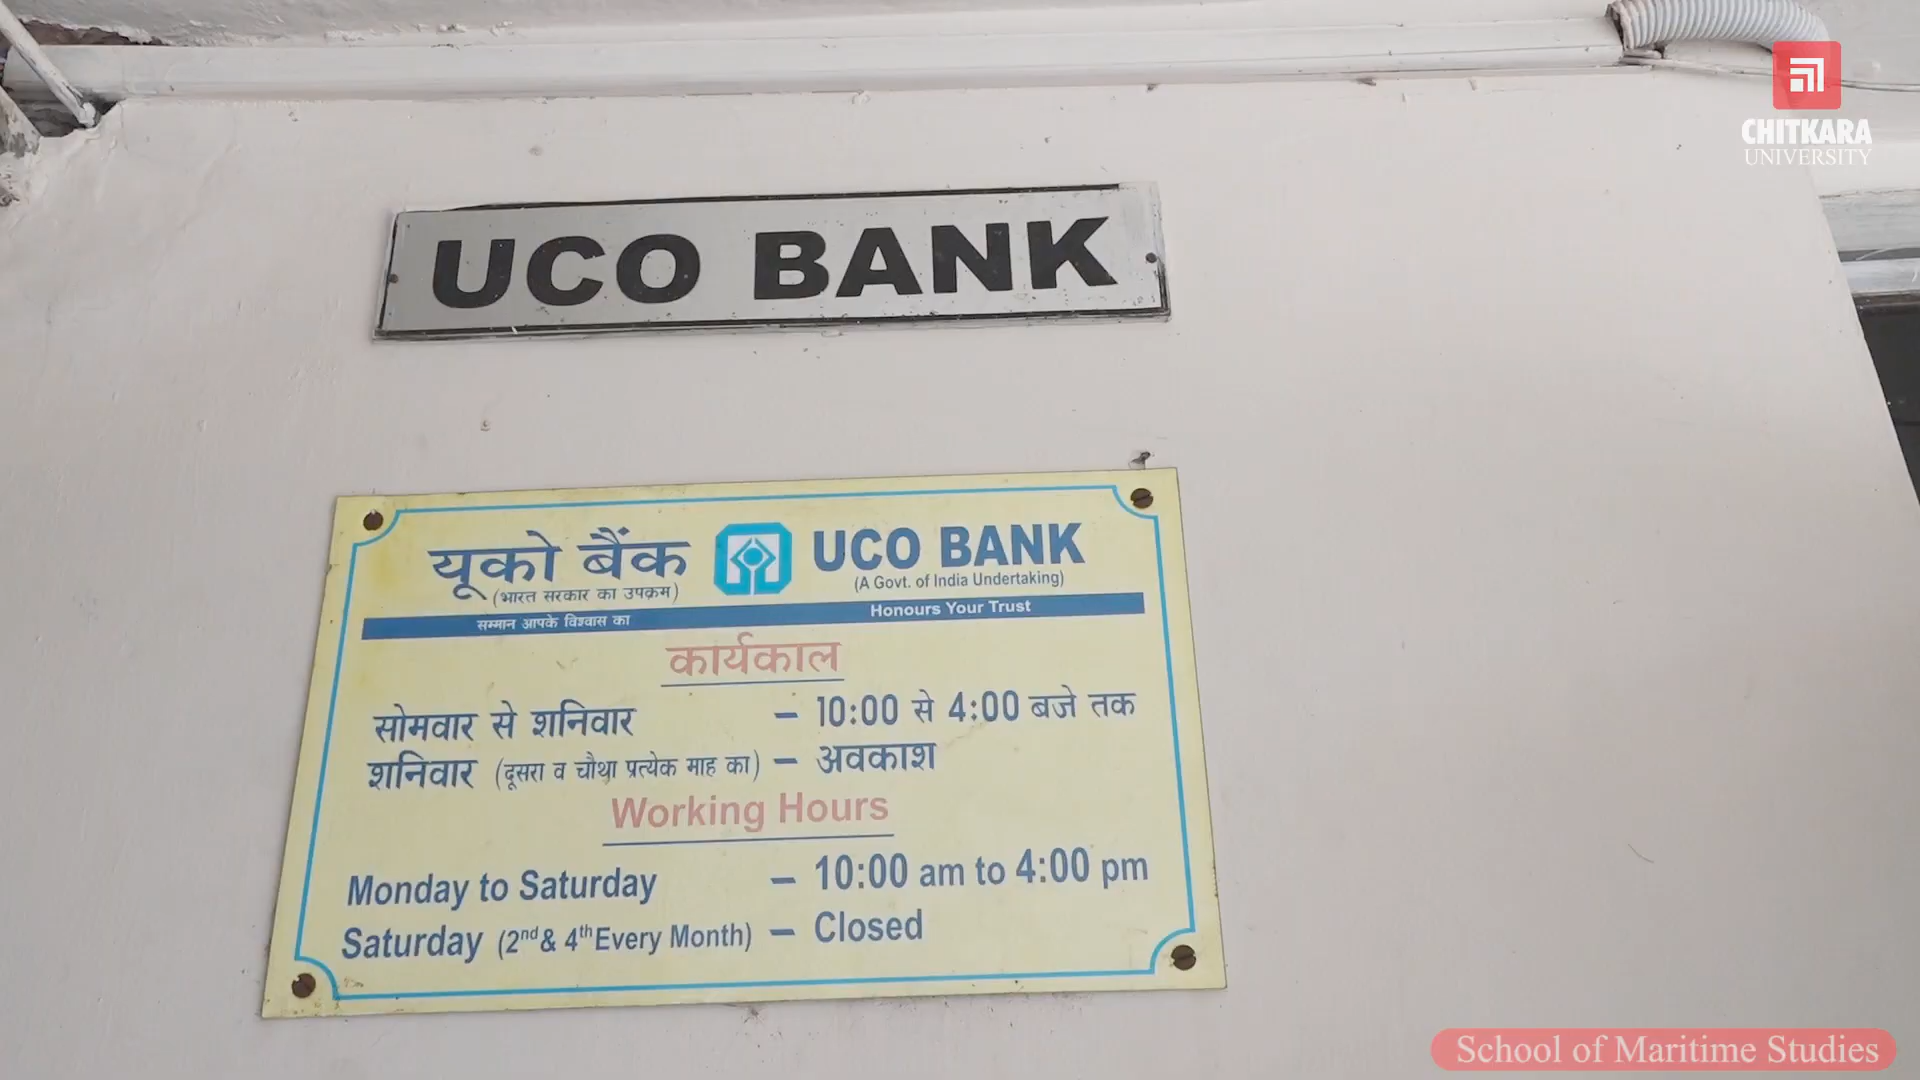 CHITKARA
UNIVERSITY
UCO BANK
यूको बैंक UCO BANK
(भारत सरकार का उपक्रम) (A Govt. of India Undertaking)
सम्मान आपके विश्वास का Honours Your Trust
कार्यकाल
सोमवार से शनिवार – 10:00 से 4:00 बजे तक
शनिवार (दूसरा व चौथा प्रत्येक माह का) – अवकाश
Working Hours
Monday to Saturday – 10:00 am to 4:00 pm
Saturday (2nd & 4th Every Month) – Closed
School of Maritime Studies